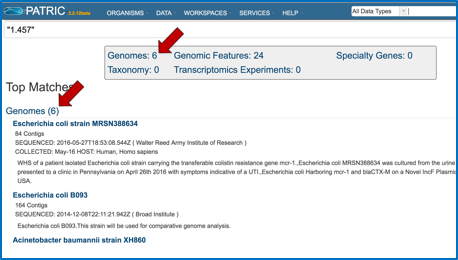 PATRIC 3.2.12beta ORGANISMS DATA WORKSPACES SERVICES HELP All Data Types
"1.457"
Genomes: 6 Genomic Features: 24 Specialty Genes: 0
Taxonomy: 0 Transcriptomics Experiments: 0
Top Matches
Genomes (6)
Escherichia coli strain MRSN388634
84 Contigs
SEQUENCED: 2016-05-27T18:53:08.544Z ( Walter Reed Army Institute of Research )
COLLECTED: May-16 HOST: Human, Homo sapiens
WHS of a patient isolated Escherichia coli strain carrying the transferable colistin resistance gene mcr-1.,Escherichia coli MRSN388634 was cultured from the urine
presented to a clinic in Pennsylvania on April 26th 2016 with symptoms indicative of a UTI.,Escherichia coli Harboring mcr-1 and blaCTX-M on a Novel IncF Plasmid
USA.
Escherichia coli B093
164 Contigs
SEQUENCED: 2014-12-08T22:11:21.942Z ( Broad Institute )
Escherichia coli B093.This strain will be used for comparative genome analysis.
Acinetobacter baumannii strain XH860